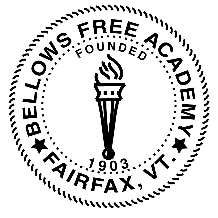 BELLOWS FREE ACADEMY
FOUNDED
1903
FAIRFAX, VT.